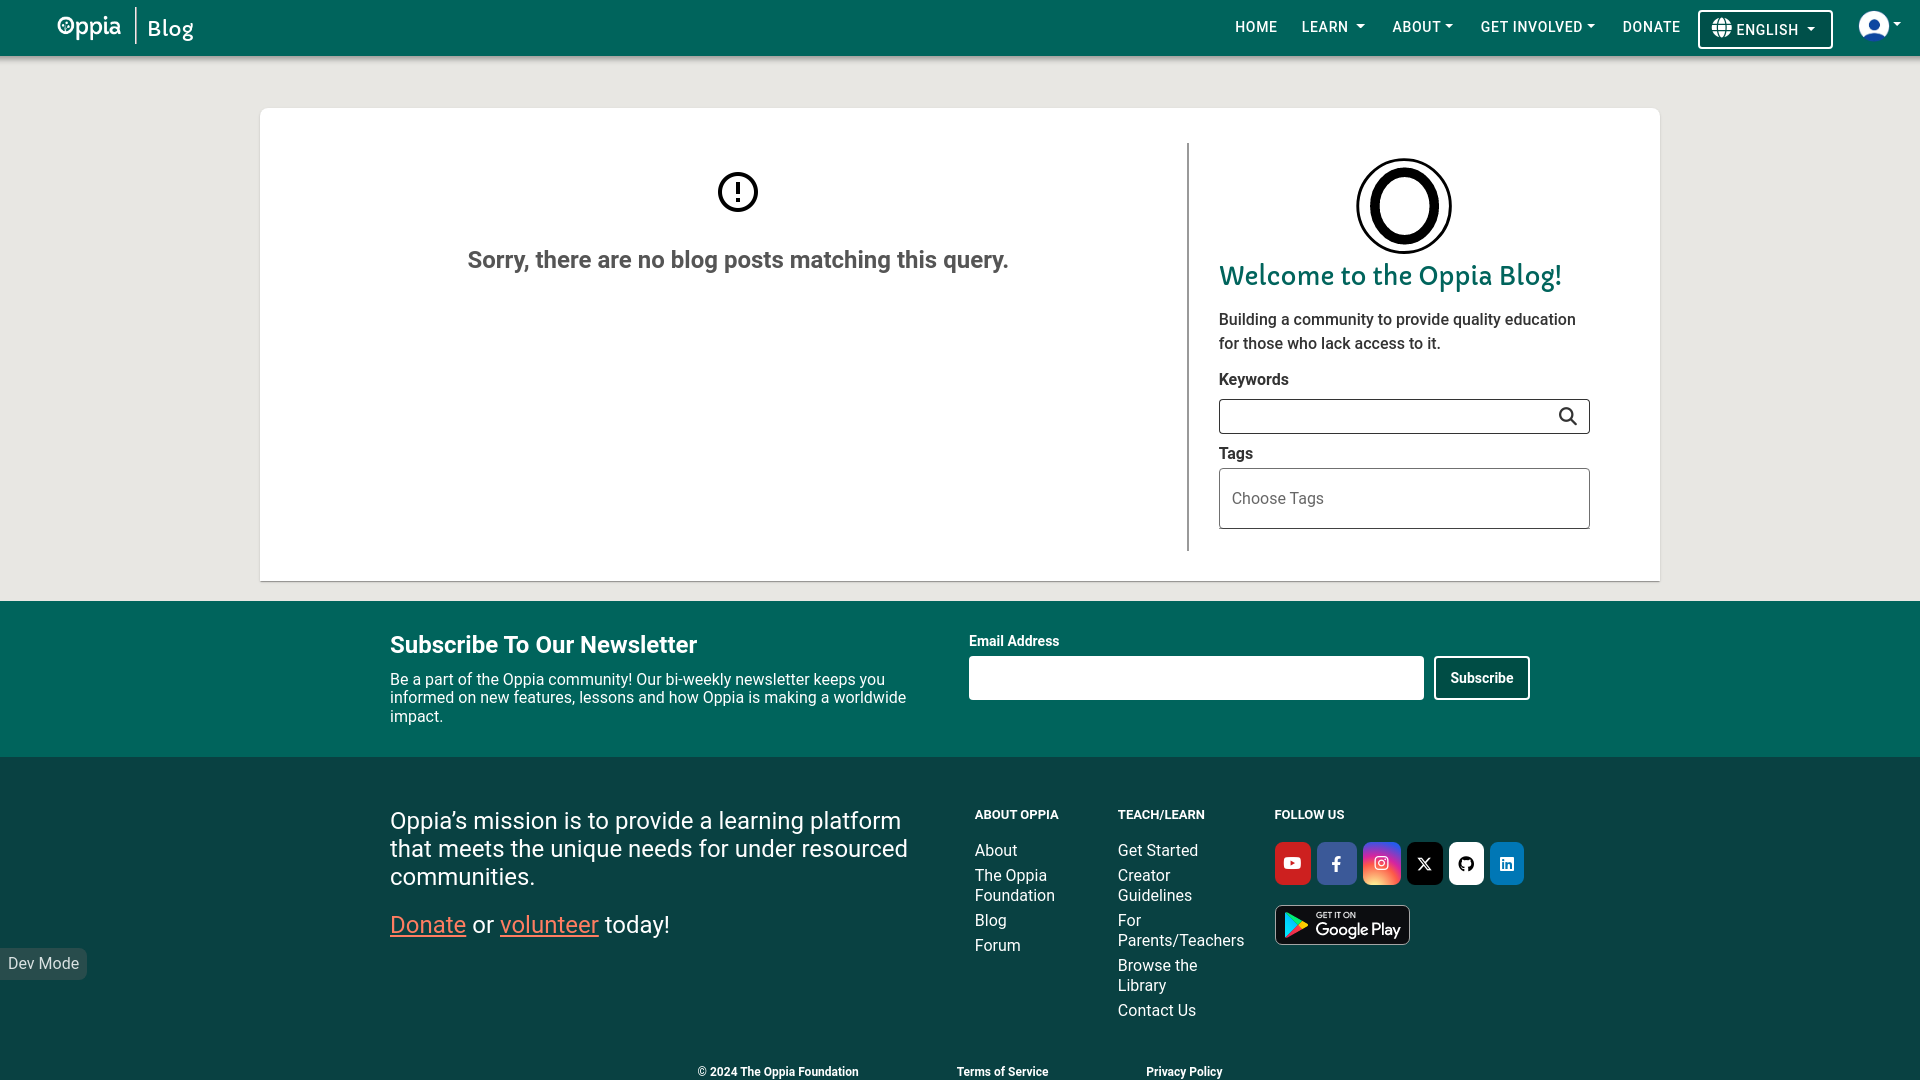 Oppia
Blog
HOME
LEARN
ABOUT
GET INVOLVED
DONATE
ENGLISH
Sorry, there are no blog posts matching this query.
O
Welcome to the Oppia Blog!
Building a community to provide quality education
for those who lack access to it.
Keywords
Tags
Choose Tags
Subscribe To Our Newsletter
Be a part of the Oppia community! Our bi-weekly newsletter keeps you
informed on new features, lessons and how Oppia is making a worldwide
impact.
Email Address
Subscribe
Oppia’s mission is to provide a learning platform
that meets the unique needs for under resourced
communities.
Donate or volunteer today!
ABOUT OPPIA
About
The Oppia
Foundation
Blog
Forum
TEACH/LEARN
Get Started
Creator
Guidelines
For
Parents/Teachers
Browse the
Library
Contact Us
FOLLOW US
GET IT ON
Google Play
Dev Mode
© 2024 The Oppia Foundation
Terms of Service
Privacy Policy